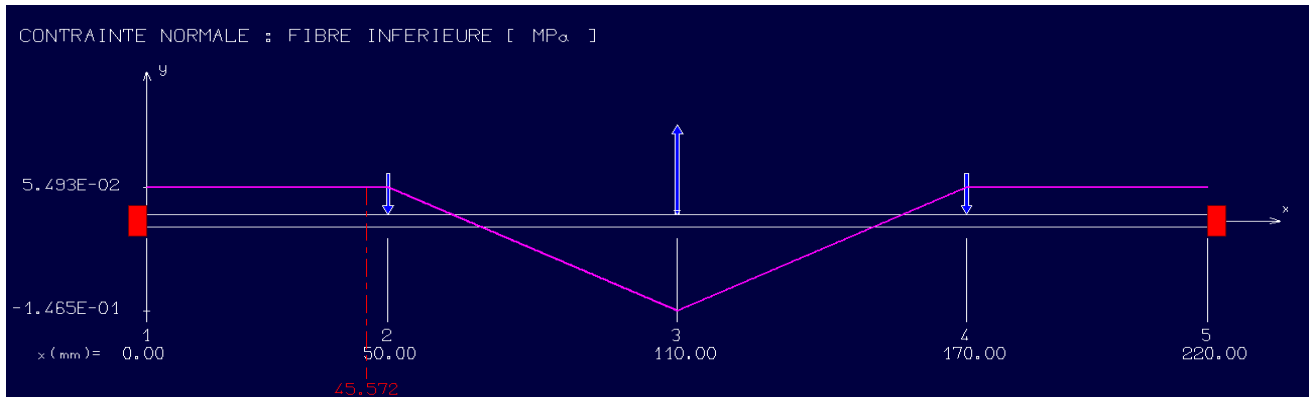 CONTRAINTE NORMALE : FIBRE INFERIEURE [ MPa ]
y
5.493E-02
x
-1.465E-01
1 2 3 4 5
x(mm)= 0.00 50.00 110.00 170.00 220.00
45.572